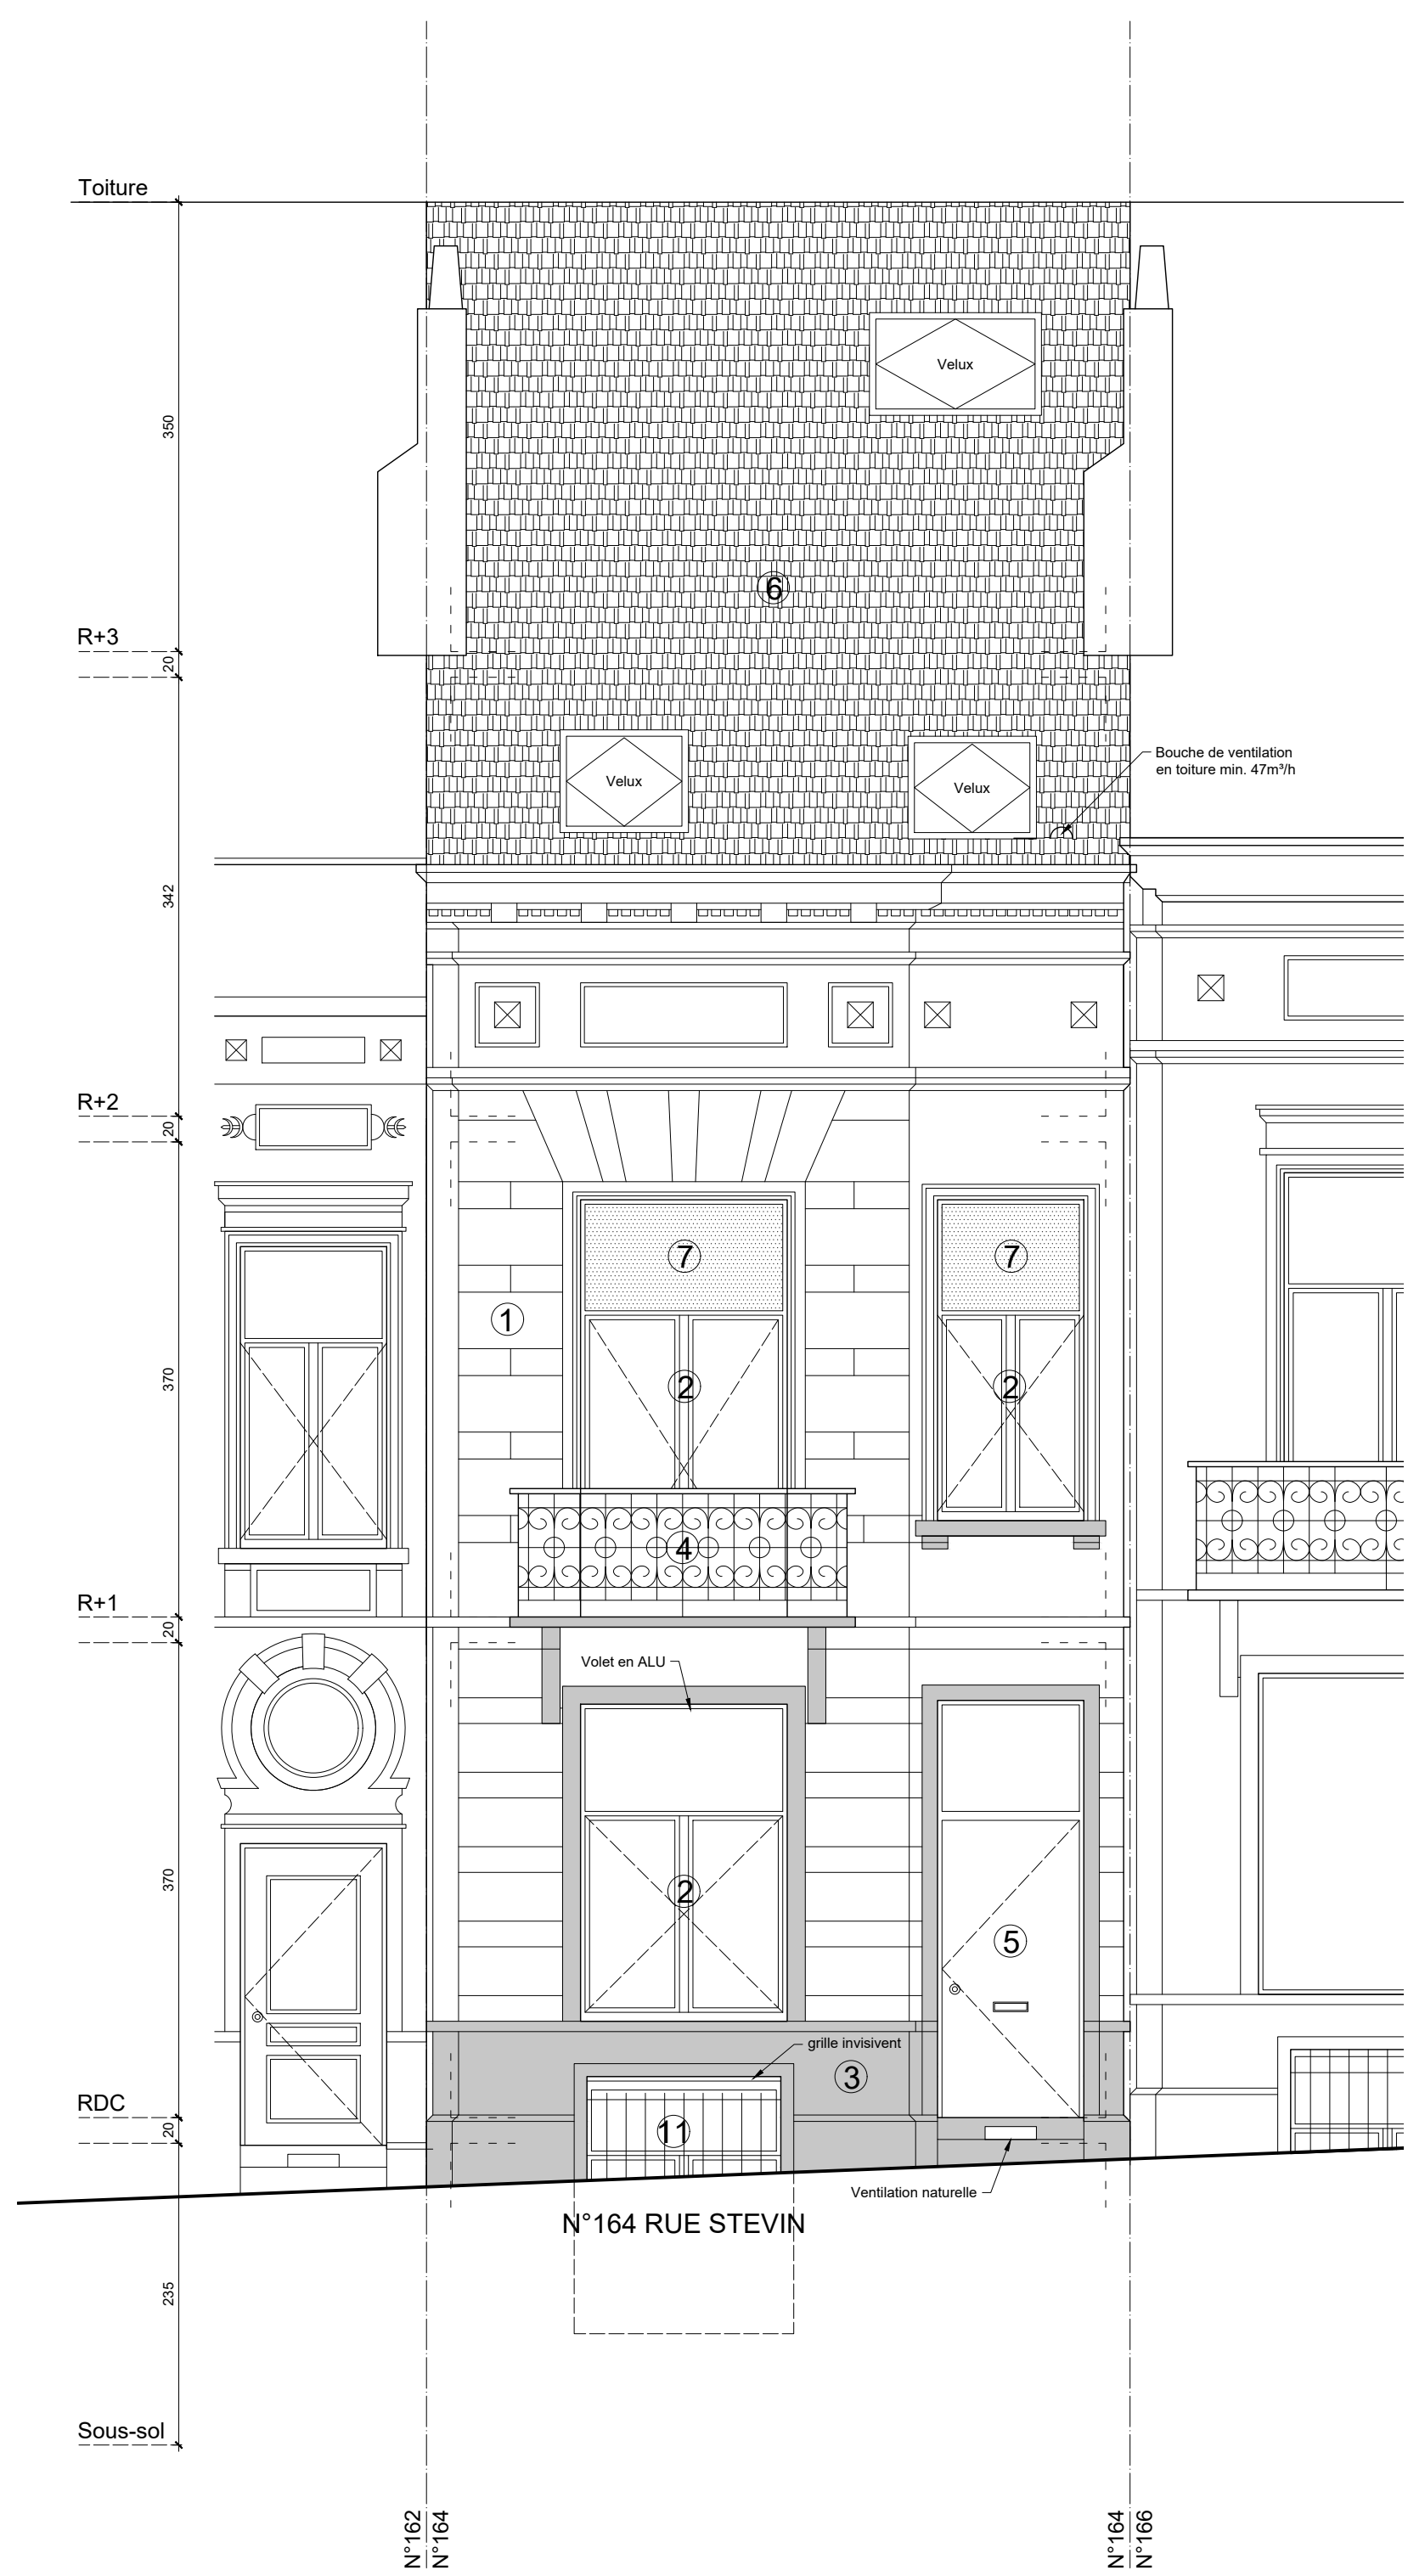 Toiture
Velux
350
6
R+3
20
Velux
Velux
Bouche de ventilation
en toiture min. 47m³/h
342
R+2
20
7
7
1
370
2
2
4
R+1
20
Volet en ALU
370
2
5
grille invisivent
3
RDC
20
11
Ventilation naturelle
N°164 RUE STEVIN
235
Sous-sol
N°162
N°164
N°164
N°166